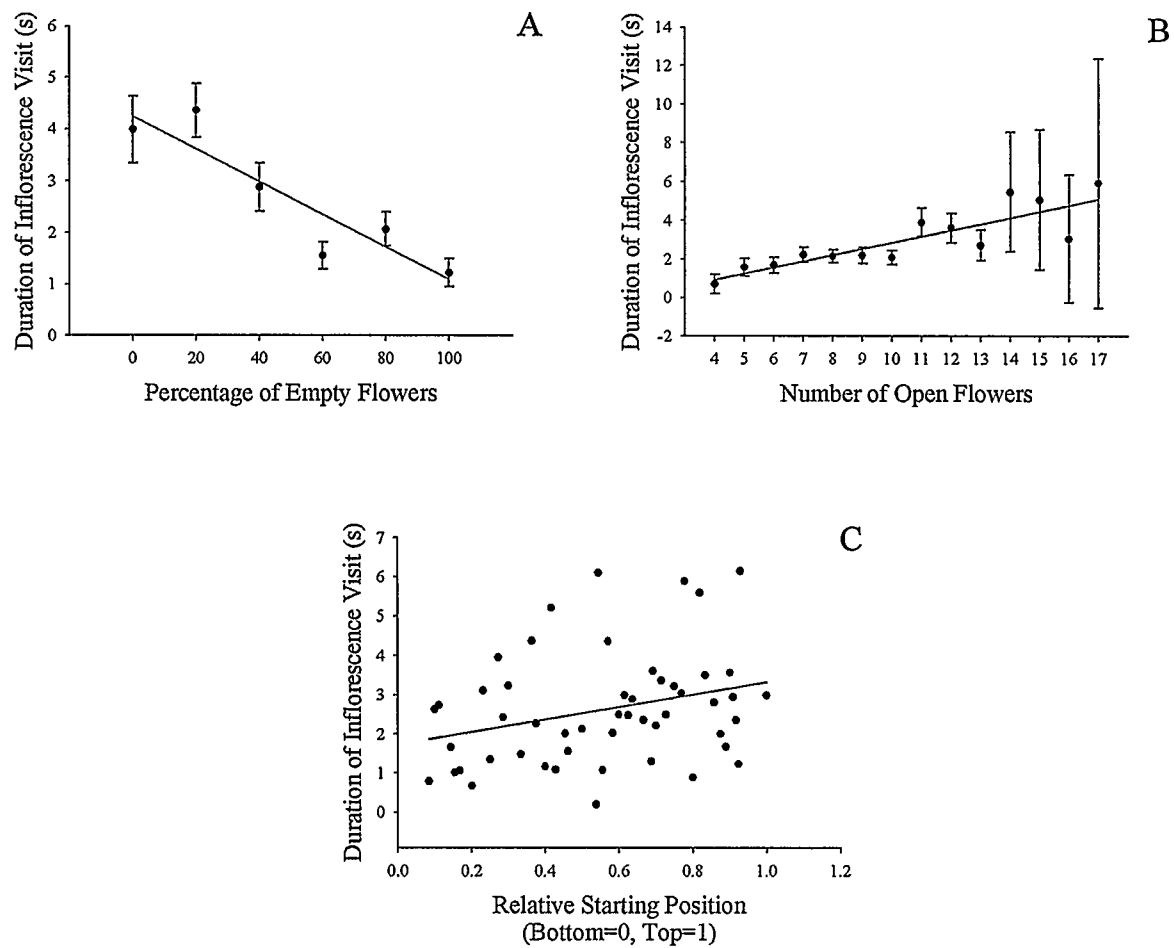 A
Duration of Inflorescence Visit (s)
6
5
4
3
2
1
0
0 20 40 60 80 100
Percentage of Empty Flowers
B
Duration of Inflorescence Visit (s)
14
12
10
8
6
4
2
0
-2
4 5 6 7 8 9 10 11 12 13 14 15 16 17
Number of Open Flowers
C
Duration of Inflorescence Visit (s)
7
6
5
4
3
2
1
0
0.0 0.2 0.4 0.6 0.8 1.0 1.2
Relative Starting Position
(Bottom=0, Top=1)